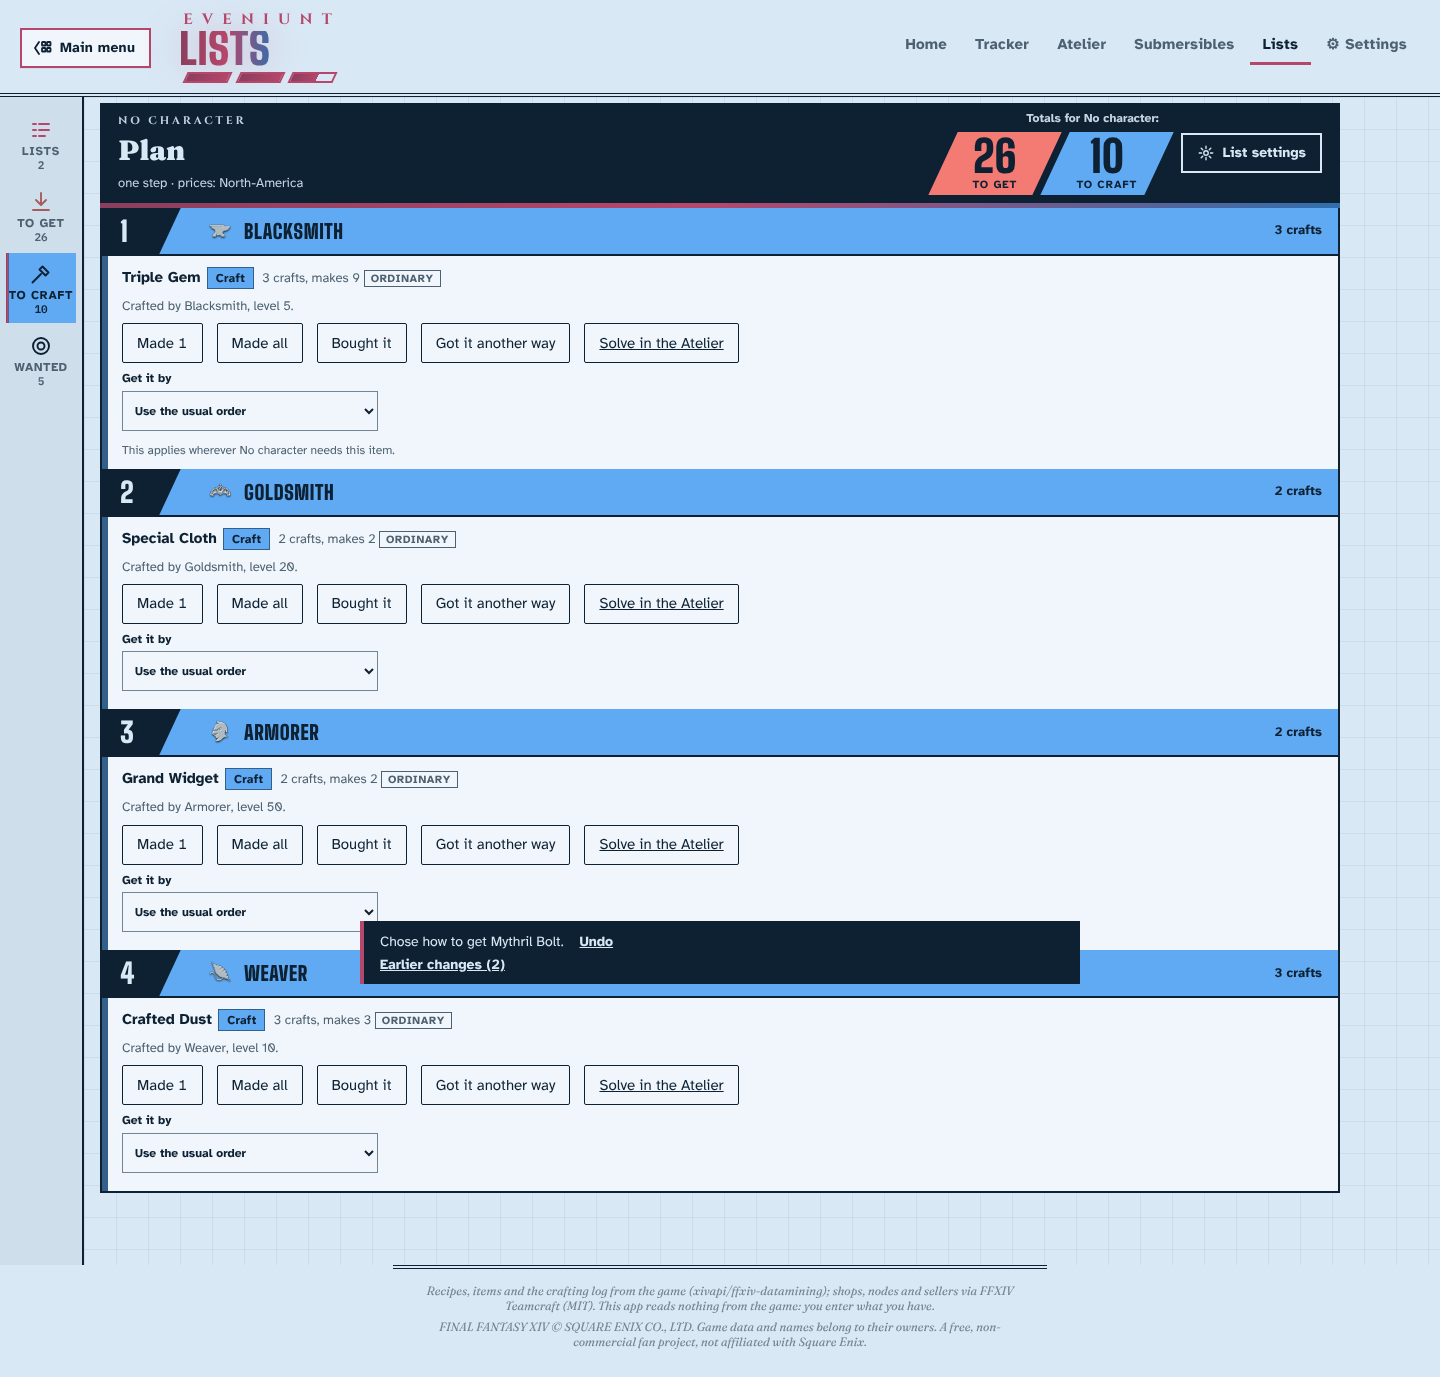 Main menu
EVENIUNT
LISTS
Home
Tracker
Atelier
Submersibles
Lists
⚙ Settings
LISTS
2
TO GET
26
TO CRAFT
10
WANTED
5
NO CHARACTER
Plan
one step · prices: North-America
Totals for No character:
26
TO GET
10
TO CRAFT
List settings
1 BLACKSMITH 3 crafts
Triple Gem Craft 3 crafts, makes 9 ORDINARY
Crafted by Blacksmith, level 5.
Made 1 Made all Bought it Got it another way Solve in the Atelier
Get it by
Use the usual order
This applies wherever No character needs this item.
2 GOLDSMITH 2 crafts
Special Cloth Craft 2 crafts, makes 2 ORDINARY
Crafted by Goldsmith, level 20.
Made 1 Made all Bought it Got it another way Solve in the Atelier
Get it by
Use the usual order
3 ARMORER 2 crafts
Grand Widget Craft 2 crafts, makes 2 ORDINARY
Crafted by Armorer, level 50.
Made 1 Made all Bought it Got it another way Solve in the Atelier
Get it by
Use the usual order
Chose how to get Mythril Bolt. Undo
Earlier changes (2)
4 WEAVER 3 crafts
Crafted Dust Craft 3 crafts, makes 3 ORDINARY
Crafted by Weaver, level 10.
Made 1 Made all Bought it Got it another way Solve in the Atelier
Get it by
Use the usual order
Recipes, items and the crafting log from the game (xivapi/ffxiv-datamining); shops, nodes and sellers via FFXIV
Teamcraft (MIT). This app reads nothing from the game: you enter what you have.
FINAL FANTASY XIV © SQUARE ENIX CO., LTD. Game data and names belong to their owners. A free, non-
commercial fan project, not affiliated with Square Enix.